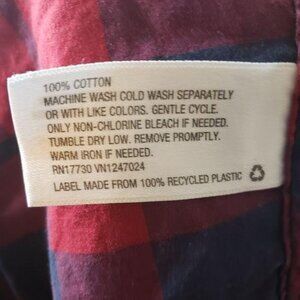 100% COTTON
MACHINE WASH COLD WASH SEPARATELY
OR WITH LIKE COLORS. GENTLE CYCLE.
ONLY NON-CHLORINE BLEACH IF NEEDED.
TUMBLE DRY LOW. REMOVE PROMPTLY.
WARM IRON IF NEEDED.
RN17730 VN1247024
LABEL MADE FROM 100% RECYCLED PLASTIC